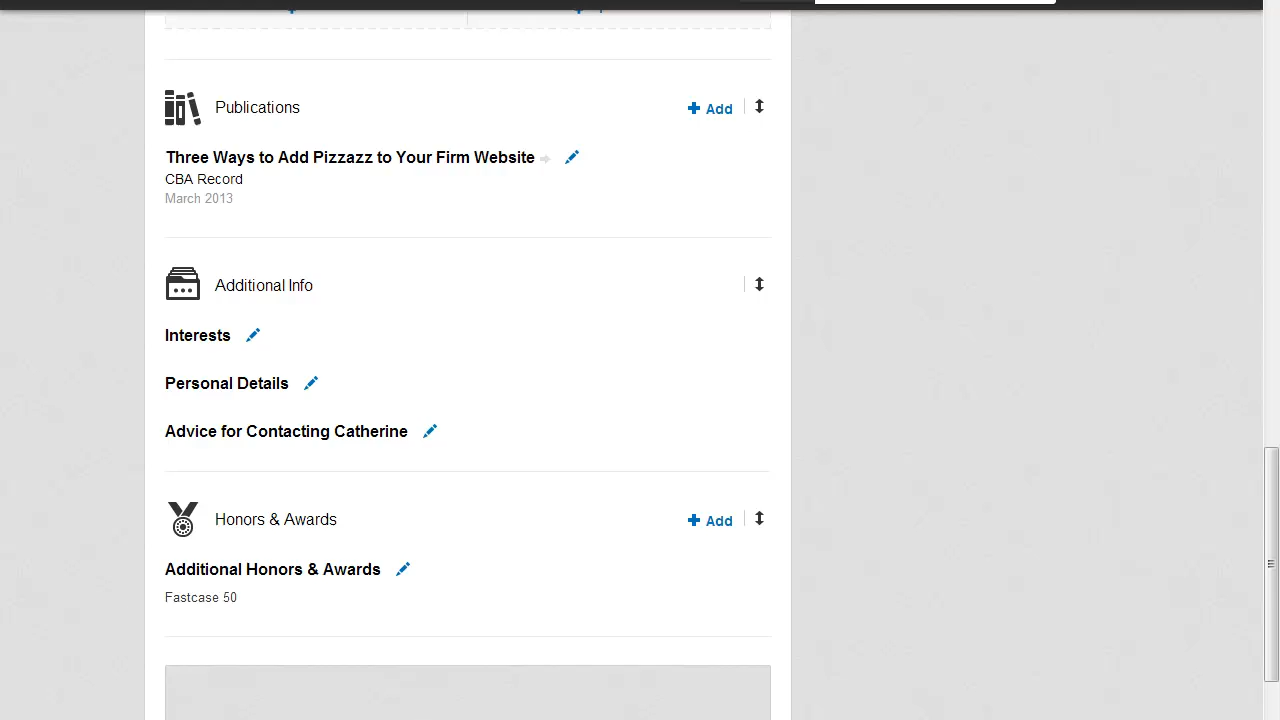 Publications
Add
Three Ways to Add Pizzazz to Your Firm Website
CBA Record
March 2013
Additional Info
Interests
Personal Details
Advice for Contacting Catherine
Honors & Awards
Add
Additional Honors & Awards
Fastcase 50